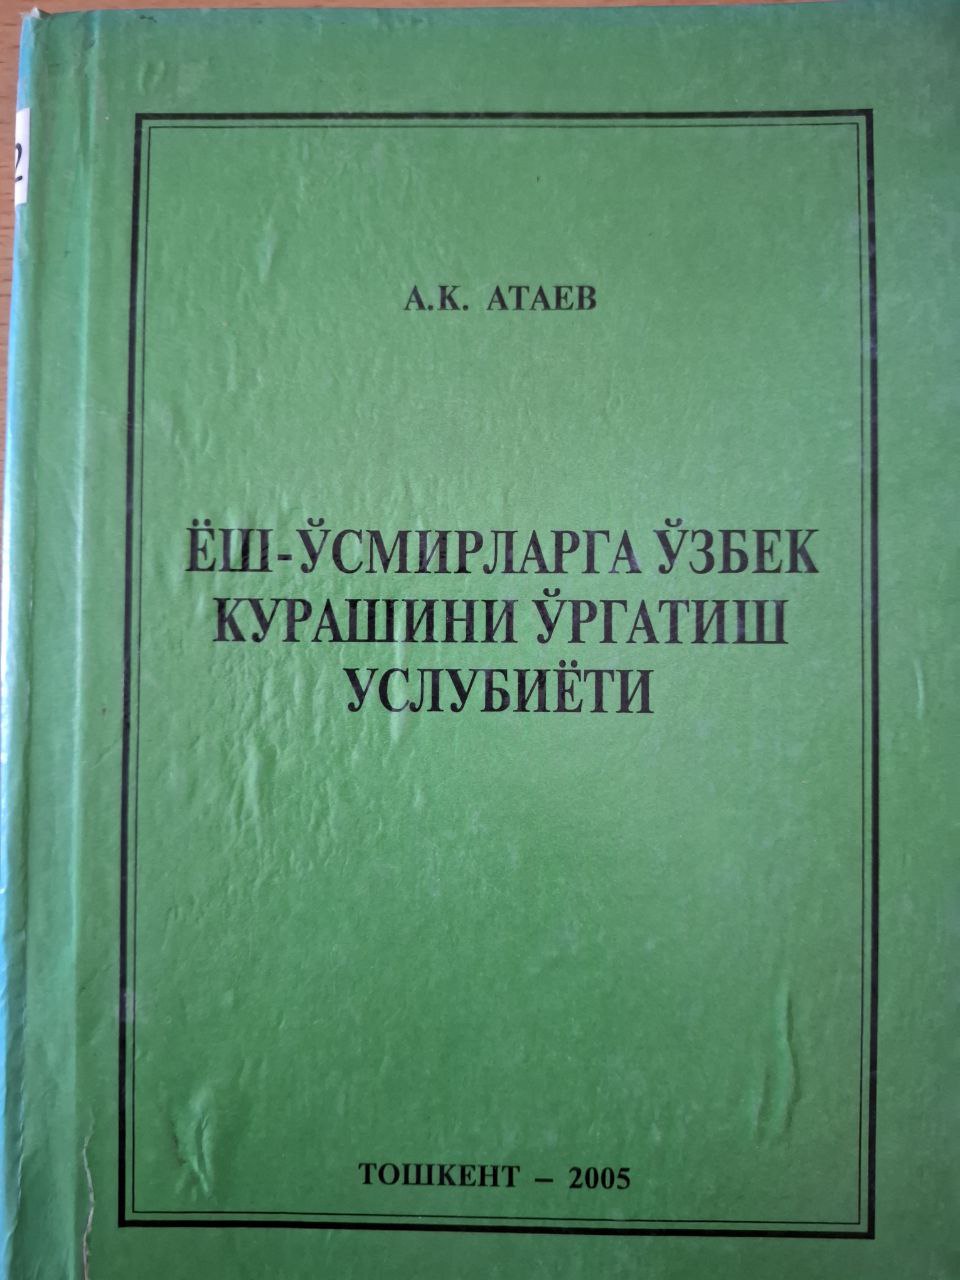 А.К. АТАЕВ
ЁШ-ЎСМИРЛАРГА ЎЗБЕК
КУРАШИНИ ЎРГАТИШ
УСЛУБИЁТИ
ТОШКЕНТ – 2005